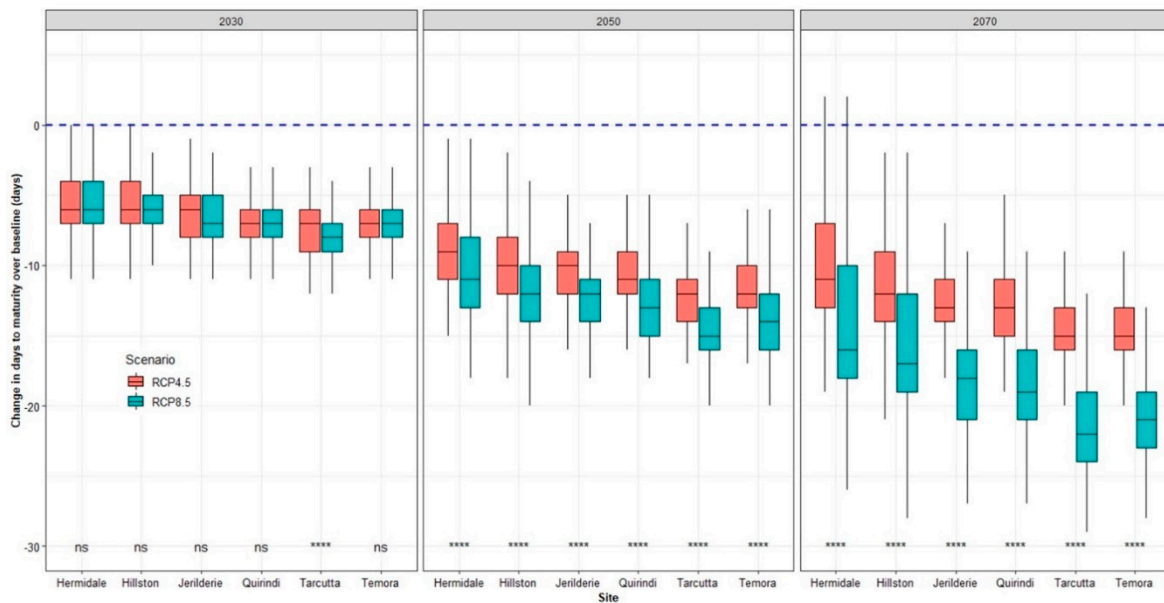 2030 2050 2070
Change in days to maturity over baseline (days)
0
-10
-20
-30
Scenario
RCP4.5
RCP8.5
ns ns ns ns **** ns **** **** **** **** **** **** **** **** **** **** **** ****
Hermidale Hillston Jerilderie Quirindi Tarcutta Temora Hermidale Hillston Jerilderie Quirindi Tarcutta Temora Hermidale Hillston Jerilderie Quirindi Tarcutta Temora
Site